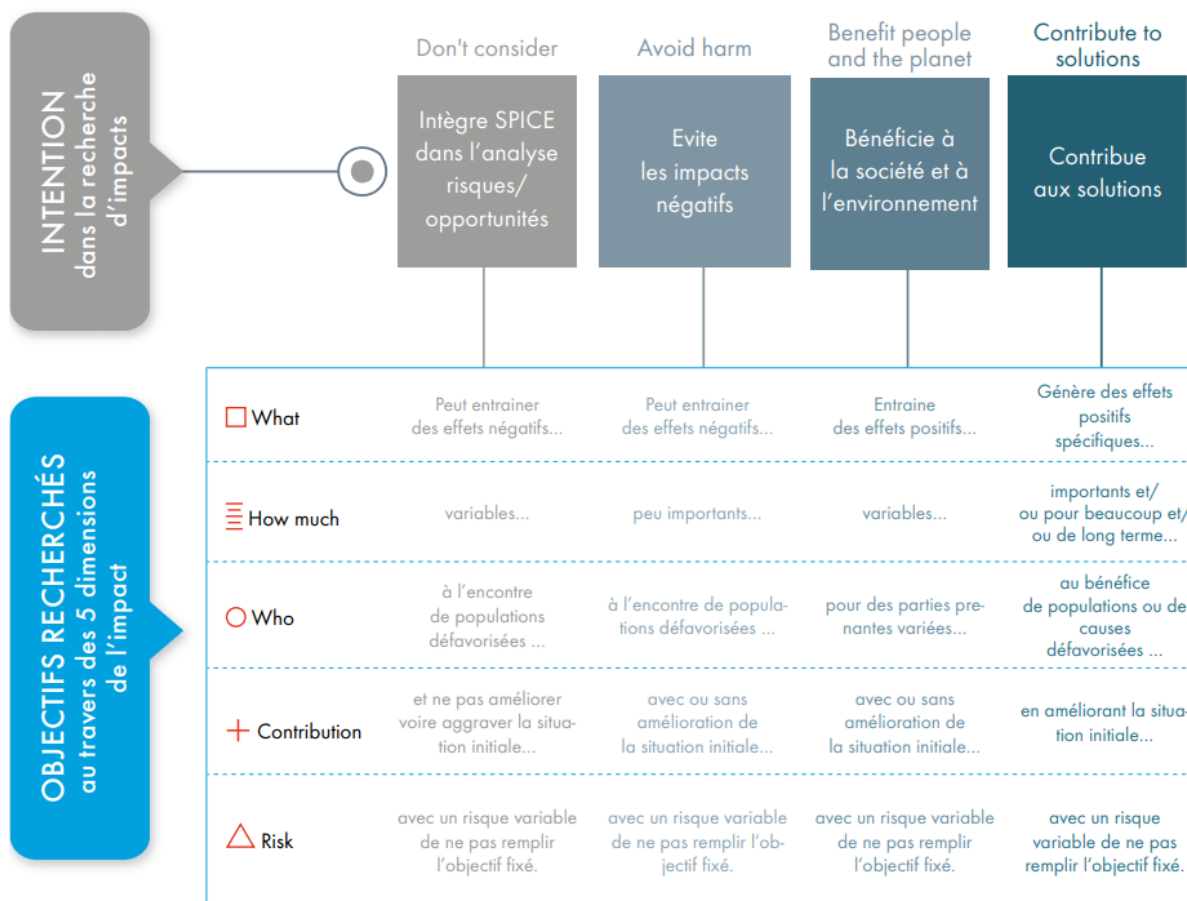 INTENTION
dans la recherche
d'impacts
Don't consider
Avoid harm
Benefit people
and the planet
Contribute to
solutions
Intègre SPICE
dans l'analyse
risques/
opportunités
Evite
les impacts
négatifs
Bénéficie à
la société et à
l'environnement
Contribue
aux solutions
OBJECTIFS RECHERCHÉS
au travers des 5 dimensions
de l'impact
What
Peut entrainer
des effets négatifs...
Peut entrainer
des effets négatifs...
Entraine
des effets positifs...
Génère des effets
positifs
spécifiques...
How much
variables...
peu importants...
variables...
importants et/
ou pour beaucoup et/
ou de long terme...
Who
à l'encontre
de populations
défavorisées ...
à l'encontre de popula-
tions défavorisées ...
pour des parties pre-
nantes variées...
au bénéfice
de populations ou de
causes
défavorisées ...
Contribution
et ne pas améliorer
voire aggraver la situa-
tion initiale...
avec ou sans
amélioration de
la situation initiale...
avec ou sans
amélioration de
la situation initiale...
en améliorant la situa-
tion initiale...
Risk
avec un risque variable
de ne pas remplir
l'objectif fixé.
avec un risque variable
de ne pas remplir l'ob-
jectif fixé.
avec un risque variable
de ne pas remplir
l'objectif fixé.
avec un risque
variable de ne pas
remplir l'objectif fixé.